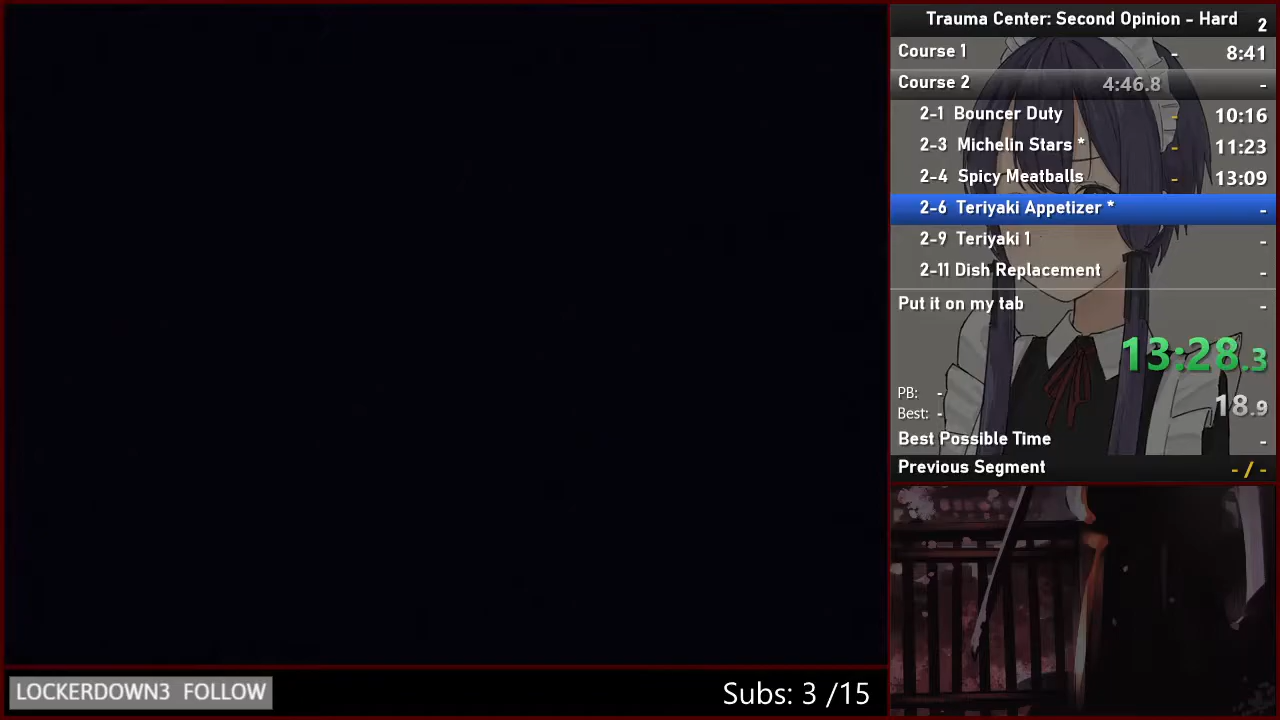 Trauma Center: Second Opinion - Hard 2
Course 1 - 8:41
Course 2 4:46.8 -
2-1 Bouncer Duty - 10:16
2-3 Michelin Stars * - 11:23
2-4 Spicy Meatballs - 13:09
2-6 Teriyaki Appetizer * -
2-9 Teriyaki 1 -
2-11 Dish Replacement -
Put it on my tab -
13:28.3
PB: -
Best: - 18.9
Best Possible Time -
Previous Segment - / -
LOCKERDOWN3 FOLLOW
Subs: 3 /15